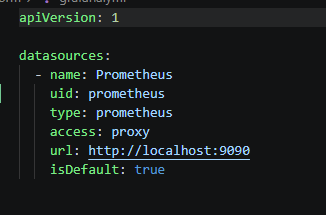 apiVersion: 1
datasources:
- name: Prometheus
uid: prometheus
type: prometheus
access: proxy
url: http://localhost:9090
isDefault: true